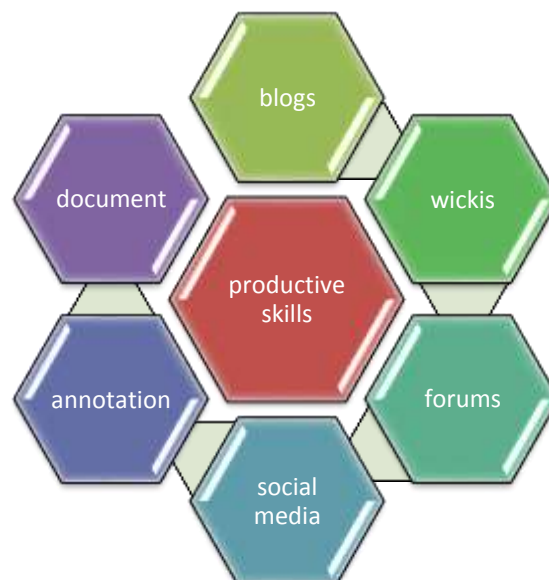 blogs
document
wickis
productive
skills
annotation
forums
social
media